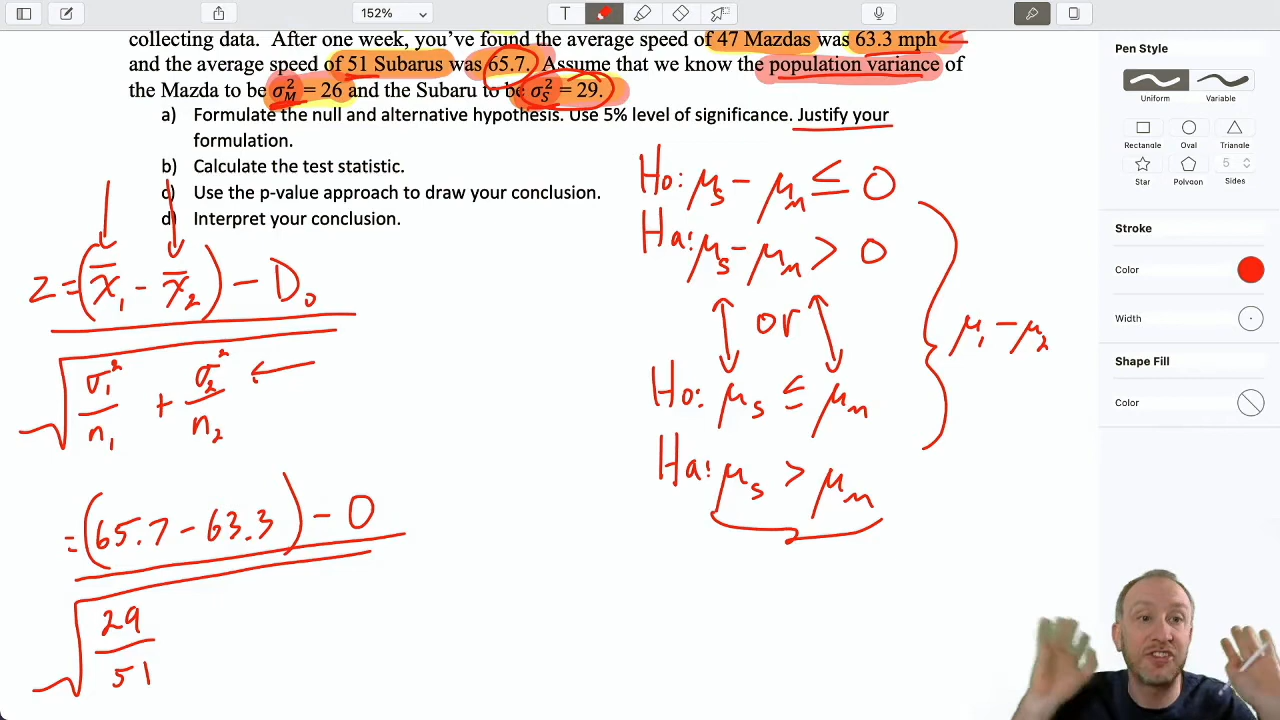 152%
T
collecting data. After one week, you've found the average speed of 47 Mazdas was 63.3 mph
and the average speed of 51 Subarus was 65.7. Assume that we know the population variance of
the Mazda to be σ²M = 26 and the Subaru to be σ²S = 29.
a) Formulate the null and alternative hypothesis. Use 5% level of significance. Justify your
formulation.
b) Calculate the test statistic.
c) Use the p-value approach to draw your conclusion.
d) Interpret your conclusion.
z = (x̄₁ - x̄₂) - D₀
√ σ₁²/n₁ + σ₂²/n₂
= (65.7 - 63.3) - 0
√ 29/51
Ho: μs - μm ≤ 0
Ha: μs - μm > 0
or
Ho: μs ≤ μm
Ha: μs > μm
μ₁ - μ₂
Pen Style
Uniform Variable
Rectangle Oval Triangle
5
Star Polygon Sides
Stroke
Color
Width
Shape Fill
Color